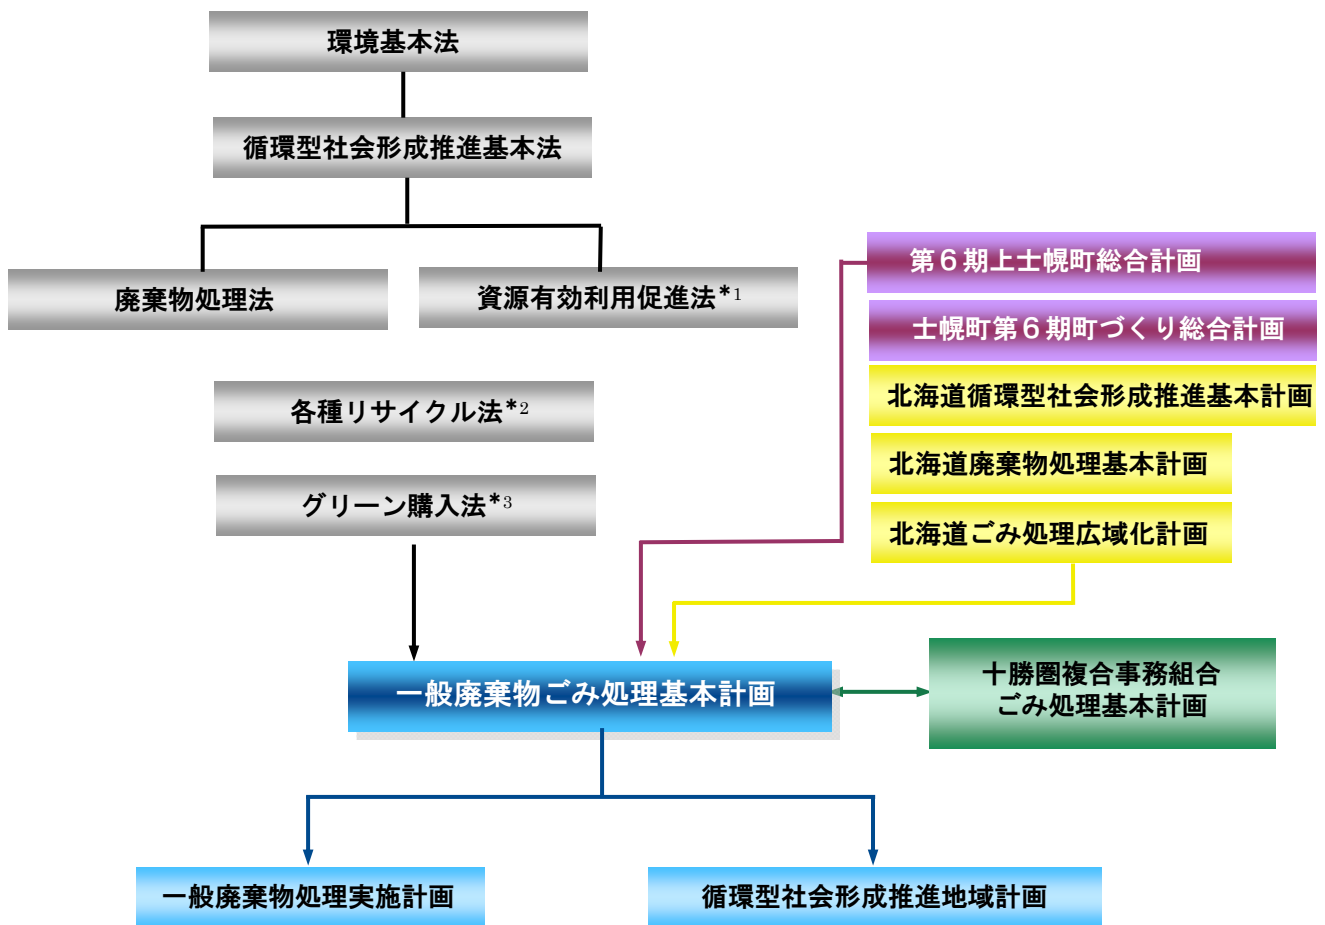 環境基本法
循環型社会形成推進基本法
廃棄物処理法
資源有効利用促進法*1
各種リサイクル法*2
グリーン購入法*3
第６期上士幌町総合計画
士幌町第６期町づくり総合計画
北海道循環型社会形成推進基本計画
北海道廃棄物処理基本計画
北海道ごみ処理広域化計画
一般廃棄物ごみ処理基本計画
十勝圏複合事務組合
ごみ処理基本計画
一般廃棄物処理実施計画
循環型社会形成推進地域計画